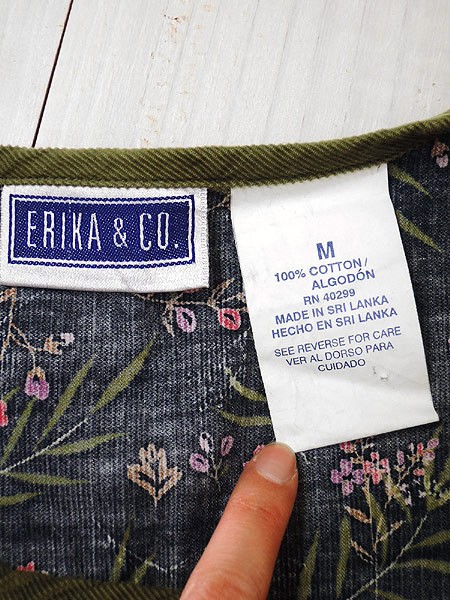 ERIKA & CO.
M
100% COTTON/
ALGODÓN
RN 40299
MADE IN SRI LANKA
HECHO EN SRI LANKA
SEE REVERSE FOR CARE
VER AL DORSO PARA
CUIDADO